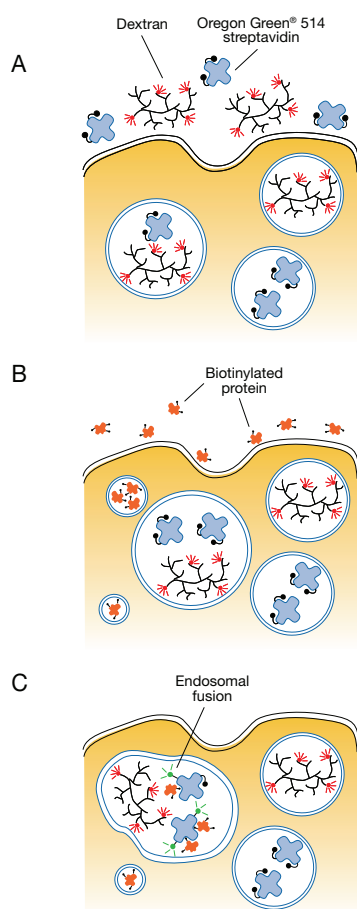 Dextran
Oregon Green® 514
streptavidin
A
B
Biotinylated
protein
C
Endosomal
fusion